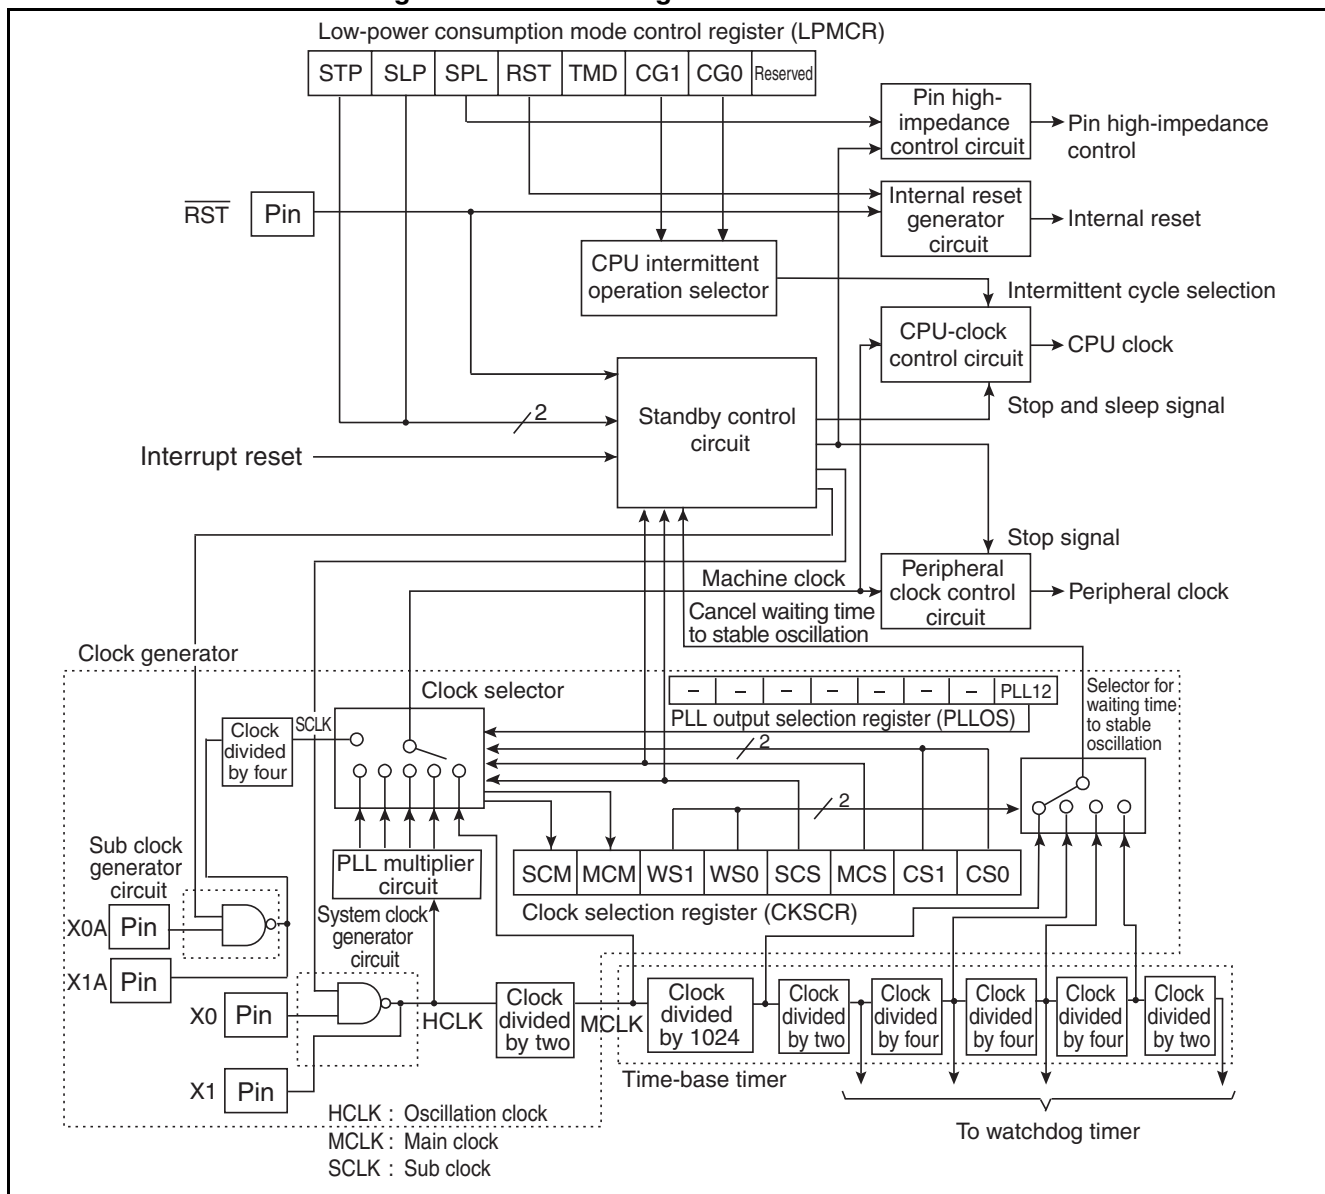 Low-power consumption mode control register (LPMCR)
STP SLP SPL RST TMD CG1 CG0 Reserved
Pin high-
impedance
control circuit
Pin high-impedance
control
RST
Pin
Internal reset
generator
circuit
Internal reset
CPU intermittent
operation selector
Intermittent cycle selection
CPU-clock
control circuit
CPU clock
Standby control
circuit
2
Stop and sleep signal
Interrupt reset
Stop signal
Machine clock
Peripheral
clock control
circuit
Peripheral clock
Cancel waiting time
to stable oscillation
Clock generator
Clock selector
– – – – – – – PLL12
PLL output selection register (PLLOS)
Selector for
waiting time
to stable
oscillation
SCLK
Clock
divided
by four
2
2
Sub clock
generator
circuit
PLL multiplier
circuit
SCM MCM WS1 WS0 SCS MCS CS1 CS0
Clock selection register (CKSCR)
System clock
generator
circuit
X0A
Pin
X1A
Pin
X0
Pin
X1
Pin
HCLK
Clock
divided
by two
MCLK
Clock
divided
by 1024
Clock
divided
by two
Clock
divided
by four
Clock
divided
by four
Clock
divided
by four
Clock
divided
by two
Time-base timer
To watchdog timer
HCLK : Oscillation clock
MCLK : Main clock
SCLK : Sub clock